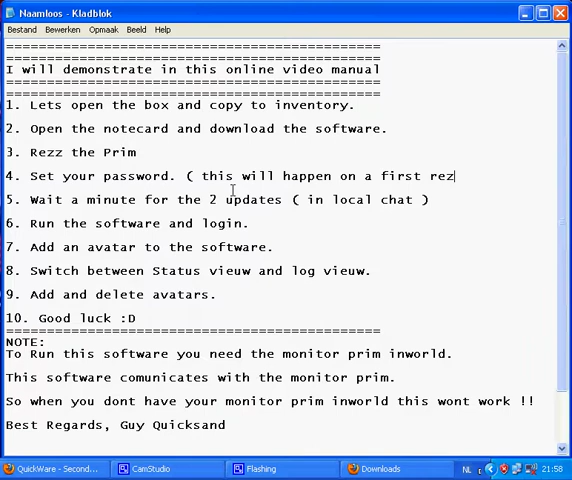 Naamloos - Kladblok
Bestand Bewerken Opmaak Beeld Help
==============================================
==============================================
I will demonstrate in this online video manual
==============================================
==============================================
1. Lets open the box and copy to inventory.
2. Open the notecard and download the software.
3. Rezz the Prim
4. Set your password. ( this will happen on a first rez
5. Wait a minute for the 2 updates ( in local chat )
6. Run the software and login.
7. Add an avatar to the software.
8. Switch between Status vieuw and log vieuw.
9. Add and delete avatars.
10. Good luck :D
==============================================
NOTE:
To Run this software you need the monitor prim inworld.
This software comunicates with the monitor prim.
So when you dont have your monitor prim inworld this wont work !!
Best Regards, Guy Quicksand
QuickWare - Second... CamStudio Flashing Downloads NL 21:58